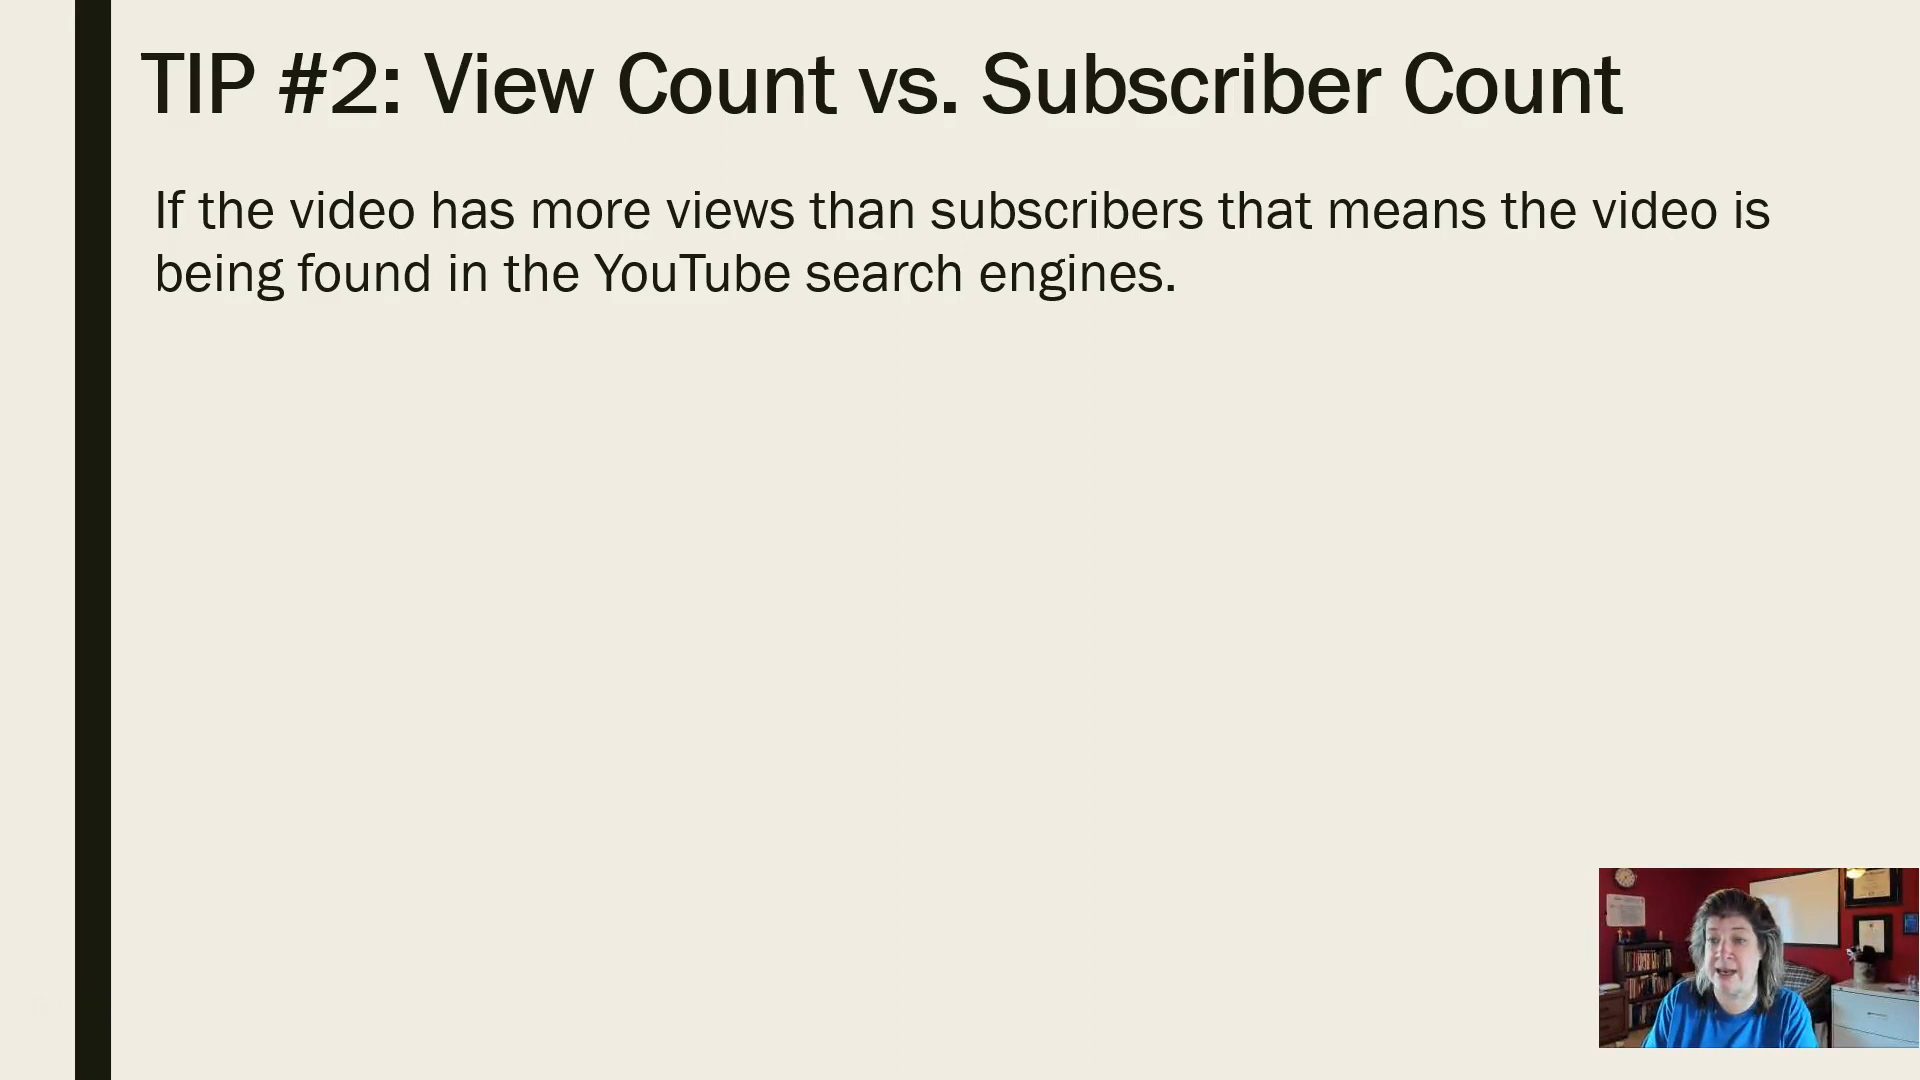 TIP #2: View Count vs. Subscriber Count
If the video has more views than subscribers that means the video is
being found in the YouTube search engines.